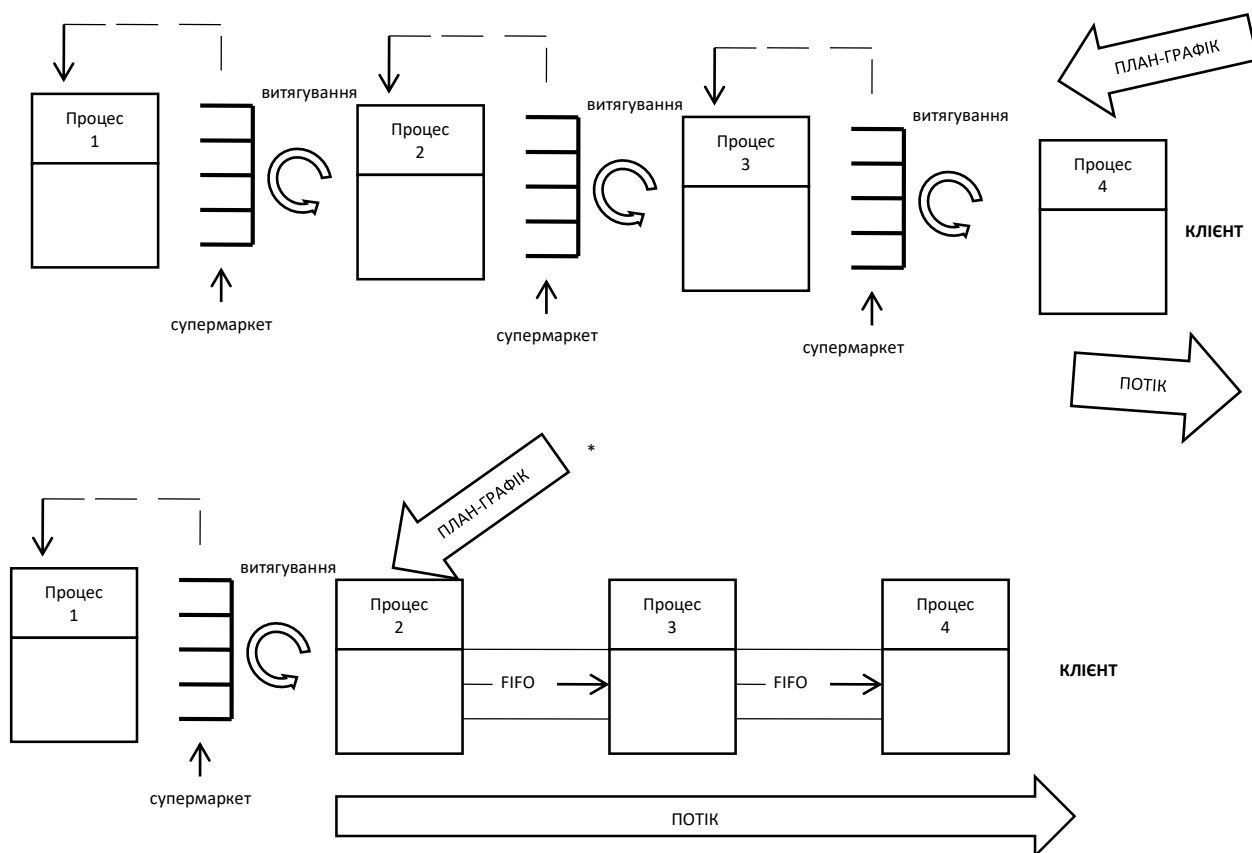 ПЛАН-ГРАФІК
витягування
витягування
витягування
Процес
1
Процес
2
Процес
3
Процес
4
КЛІЄНТ
супермаркет
супермаркет
супермаркет
ПОТІК
*
ПЛАН-ГРАФІК
витягування
Процес
1
Процес
2
Процес
3
Процес
4
FIFO
FIFO
КЛІЄНТ
супермаркет
ПОТІК